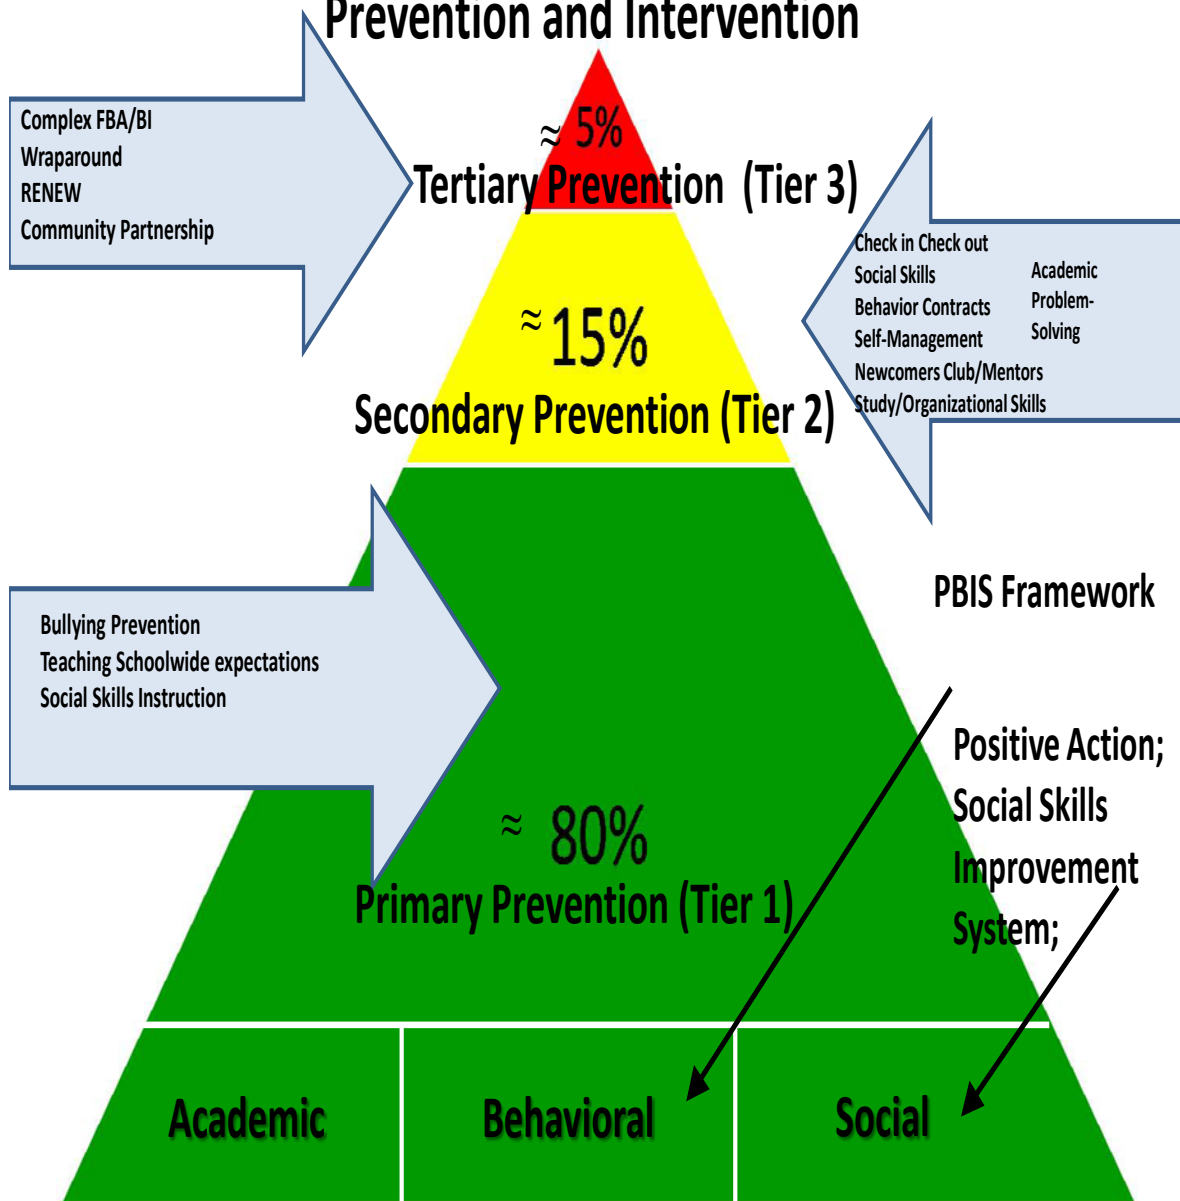 Prevention and Intervention
Complex FBA/BI
Wraparound
RENEW
Community Partnership
≈ 5%
Tertiary Prevention (Tier 3)
Check in Check out
Social Skills
Behavior Contracts
Self-Management
Newcomers Club/Mentors
Study/Organizational Skills
Academic
Problem-
Solving
≈ 15%
Secondary Prevention (Tier 2)
PBIS Framework
Bullying Prevention
Teaching Schoolwide expectations
Social Skills Instruction
Positive Action;
Social Skills
Improvement
System;
≈ 80%
Primary Prevention (Tier 1)
Academic
Behavioral
Social